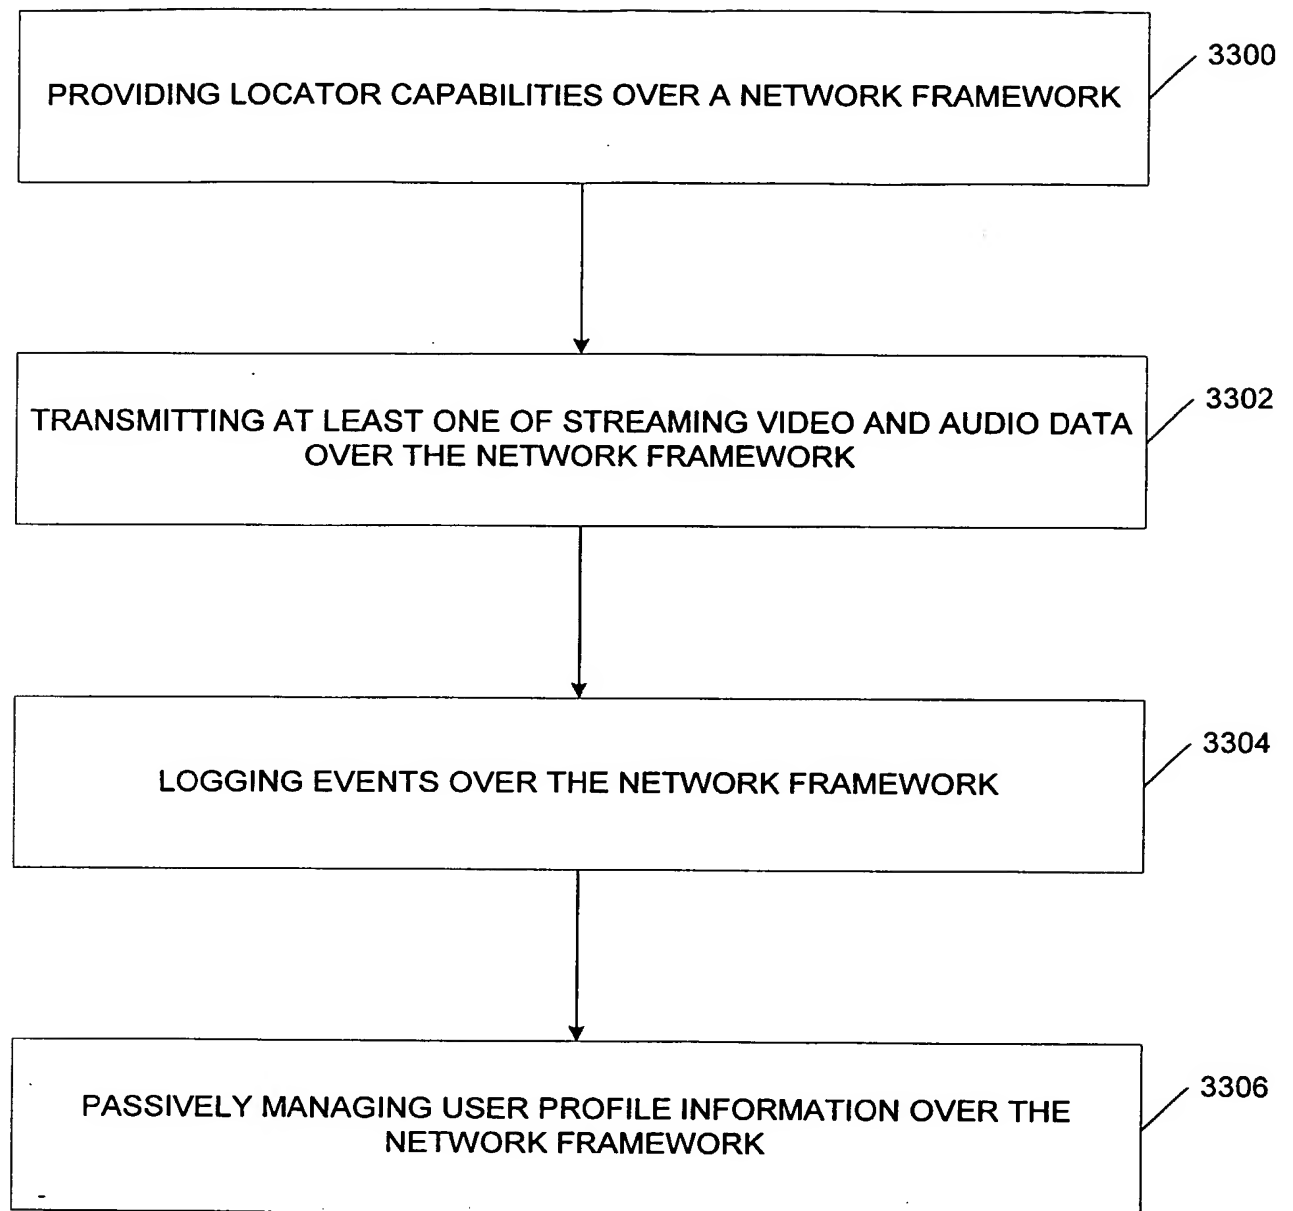 PROVIDING LOCATOR CAPABILITIES OVER A NETWORK FRAMEWORK
3300
TRANSMITTING AT LEAST ONE OF STREAMING VIDEO AND AUDIO DATA
OVER THE NETWORK FRAMEWORK
3302
LOGGING EVENTS OVER THE NETWORK FRAMEWORK
3304
PASSIVELY MANAGING USER PROFILE INFORMATION OVER THE
NETWORK FRAMEWORK
3306